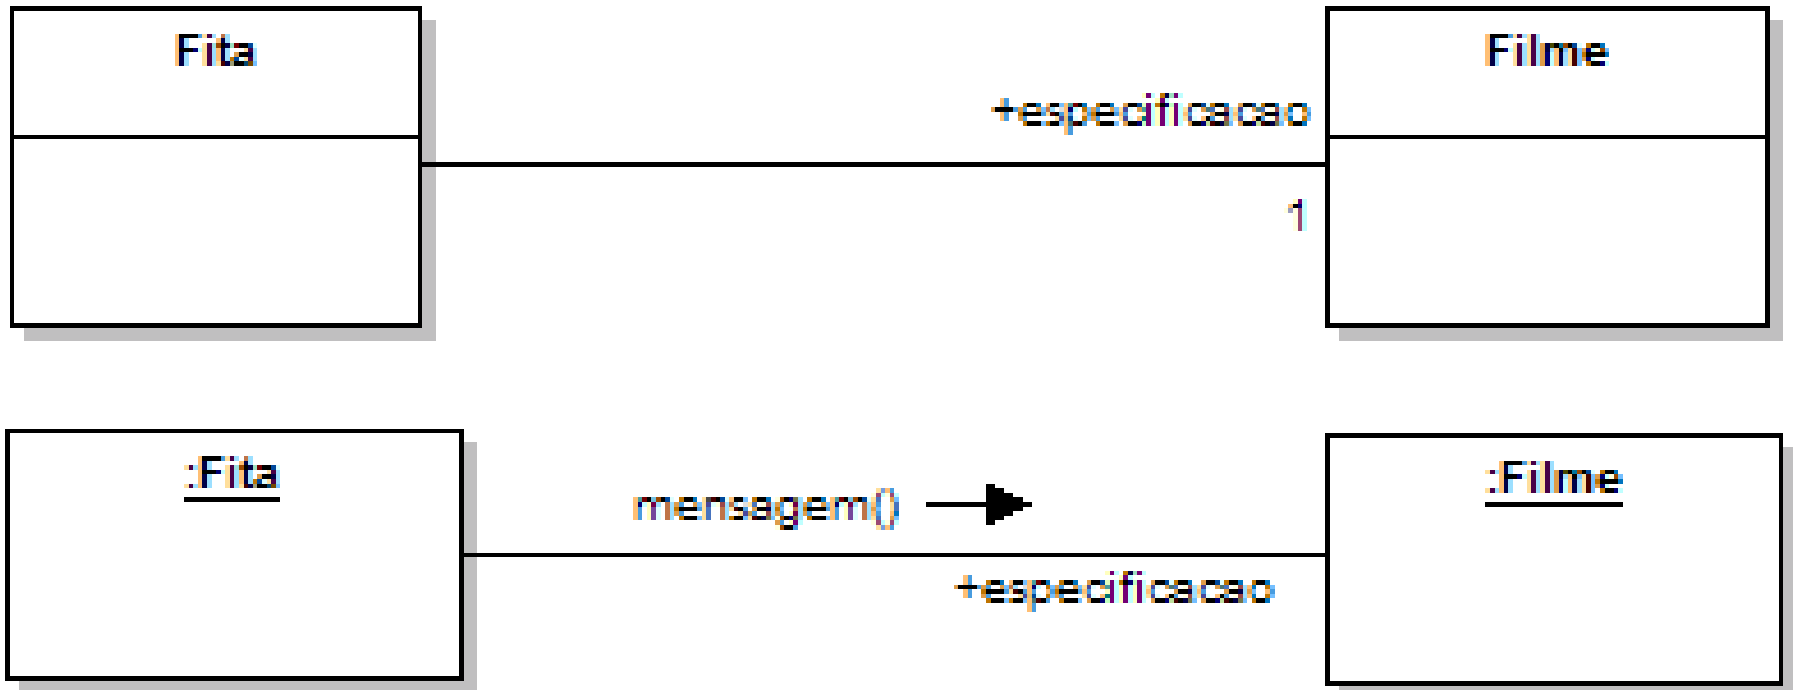 Fita
Filme
+especificacao
1
:Fita
:Filme
mensagem()
+especificacao